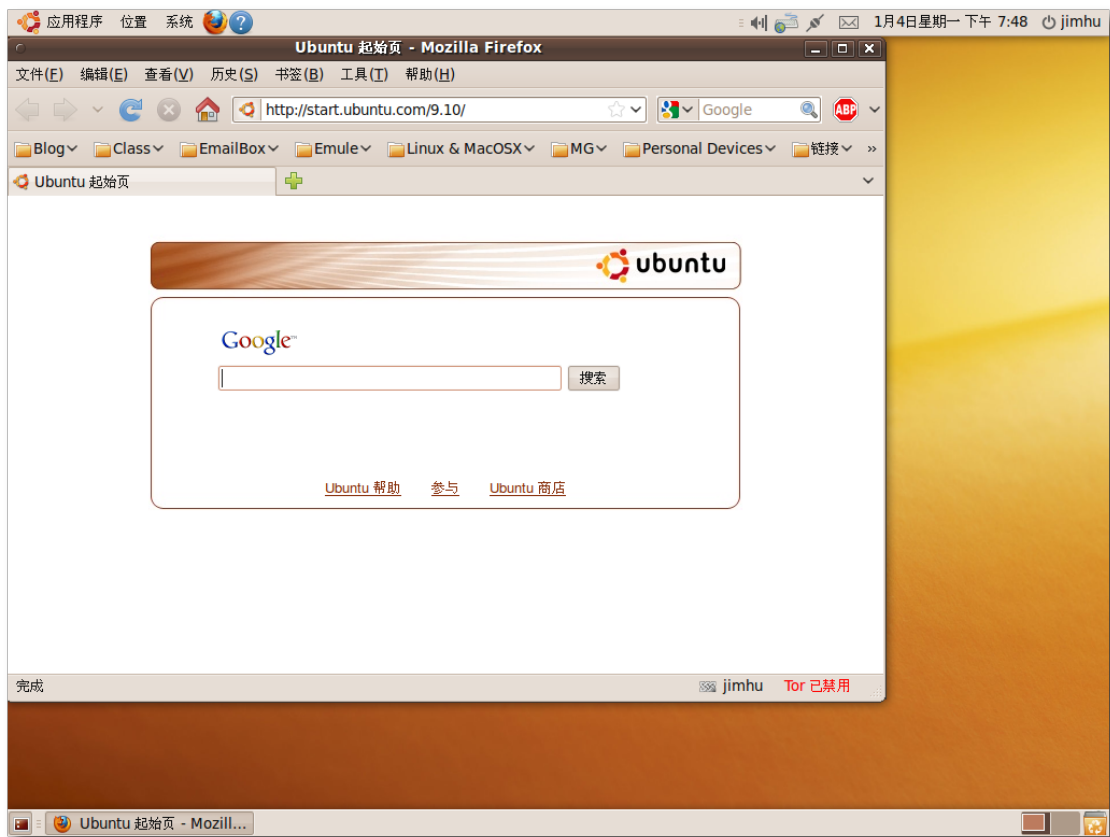 应用程序 位置 系统 ? 1月4日星期一 下午 7:48 jimhu
Ubuntu 起始页 - Mozilla Firefox
文件(F) 编辑(E) 查看(V) 历史(S) 书签(B) 工具(T) 帮助(H)
http://start.ubuntu.com/9.10/ Google ABP
Blog Class EmailBox Emule Linux & MacOSX MG Personal Devices 链接 »
Ubuntu 起始页
ubuntu
Google™
搜索
Ubuntu 帮助 参与 Ubuntu 商店
完成 jimhu Tor 已禁用
Ubuntu 起始页 - Mozill...